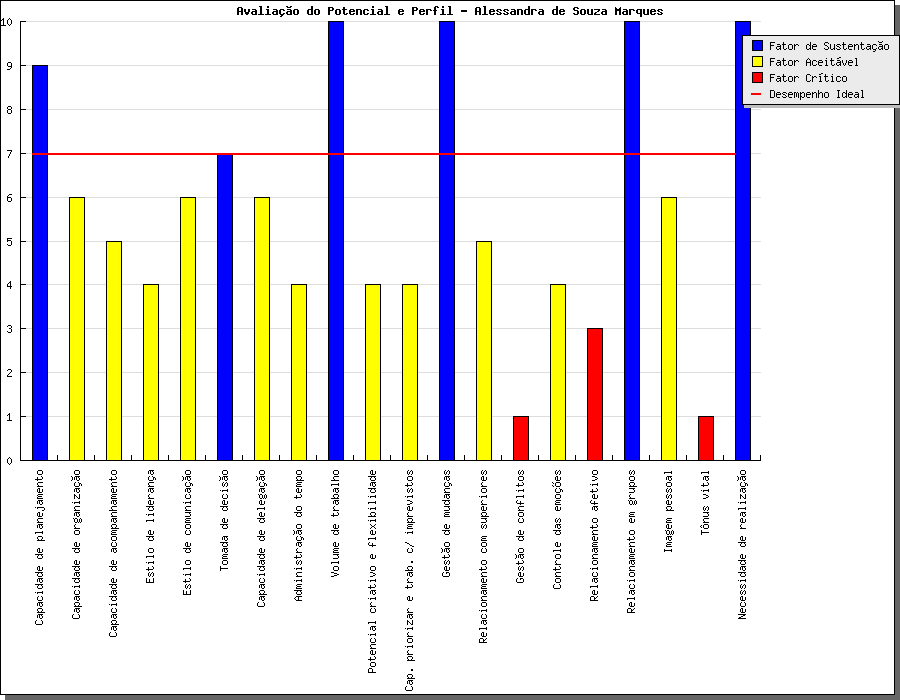 Avaliação do Potencial e Perfil - Alessandra de Souza Marques
10
9
8
7
6
5
4
3
2
1
0
Fator de Sustentação
Fator Aceitável
Fator Crítico
Desempenho Ideal
Capacidade de planejamento
Capacidade de organização
Capacidade de acompanhamento
Estilo de liderança
Estilo de comunicação
Tomada de decisão
Capacidade de delegação
Administração do tempo
Volume de trabalho
Potencial criativo e flexibilidade
Cap. priorizar e trab. c/ imprevistos
Gestão de mudanças
Relacionamento com superiores
Gestão de conflitos
Controle das emoções
Relacionamento afetivo
Relacionamento em grupos
Imagem pessoal
Tônus vital
Necessidade de realização